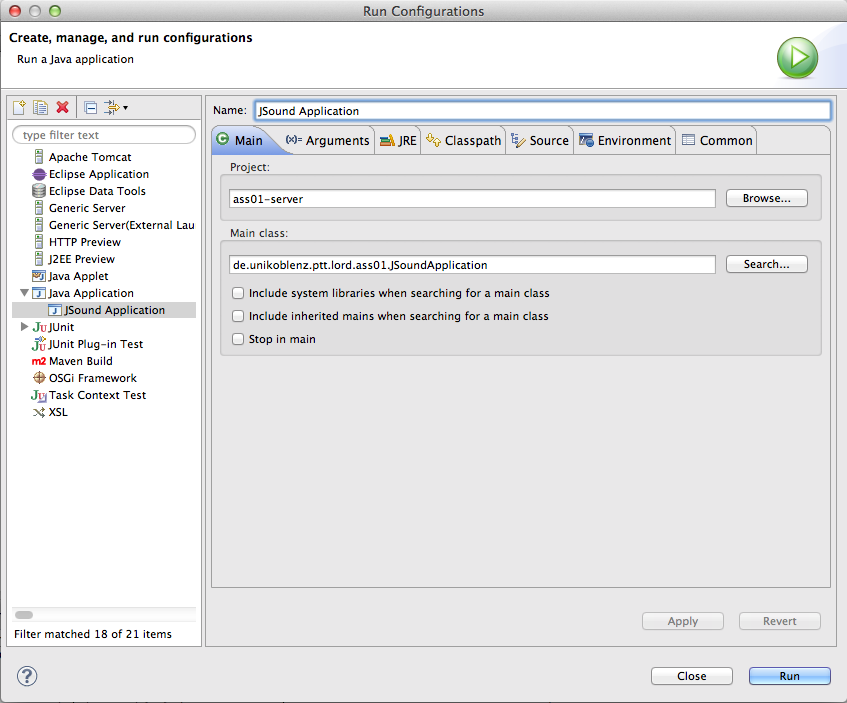 Run Configurations
Create, manage, and run configurations
Run a Java application
type filter text
Apache Tomcat
Eclipse Application
Eclipse Data Tools
Generic Server
Generic Server(External Lau
HTTP Preview
J2EE Preview
Java Applet
Java Application
JSound Application
Ju JUnit
JUnit Plug-in Test
m2 Maven Build
OSGi Framework
Task Context Test
XSL
Filter matched 18 of 21 items
Name: JSound Application
Main (x)= Arguments JRE Classpath Source Environment Common
Project:
ass01-server
Browse...
Main class:
de.unikoblenz.ptt.lord.ass01.JSoundApplication
Search...
Include system libraries when searching for a main class
Include inherited mains when searching for a main class
Stop in main
Apply Revert
? Close Run